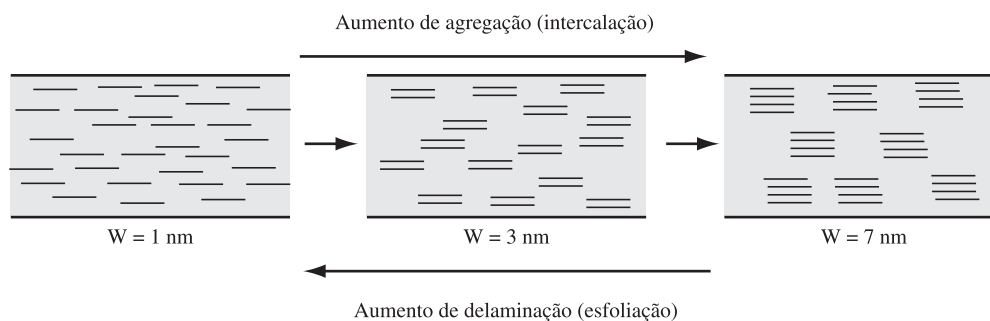 Aumento de agregação (intercalação)
W = 1 nm
W = 3 nm
W = 7 nm
Aumento de delaminação (esfoliação)